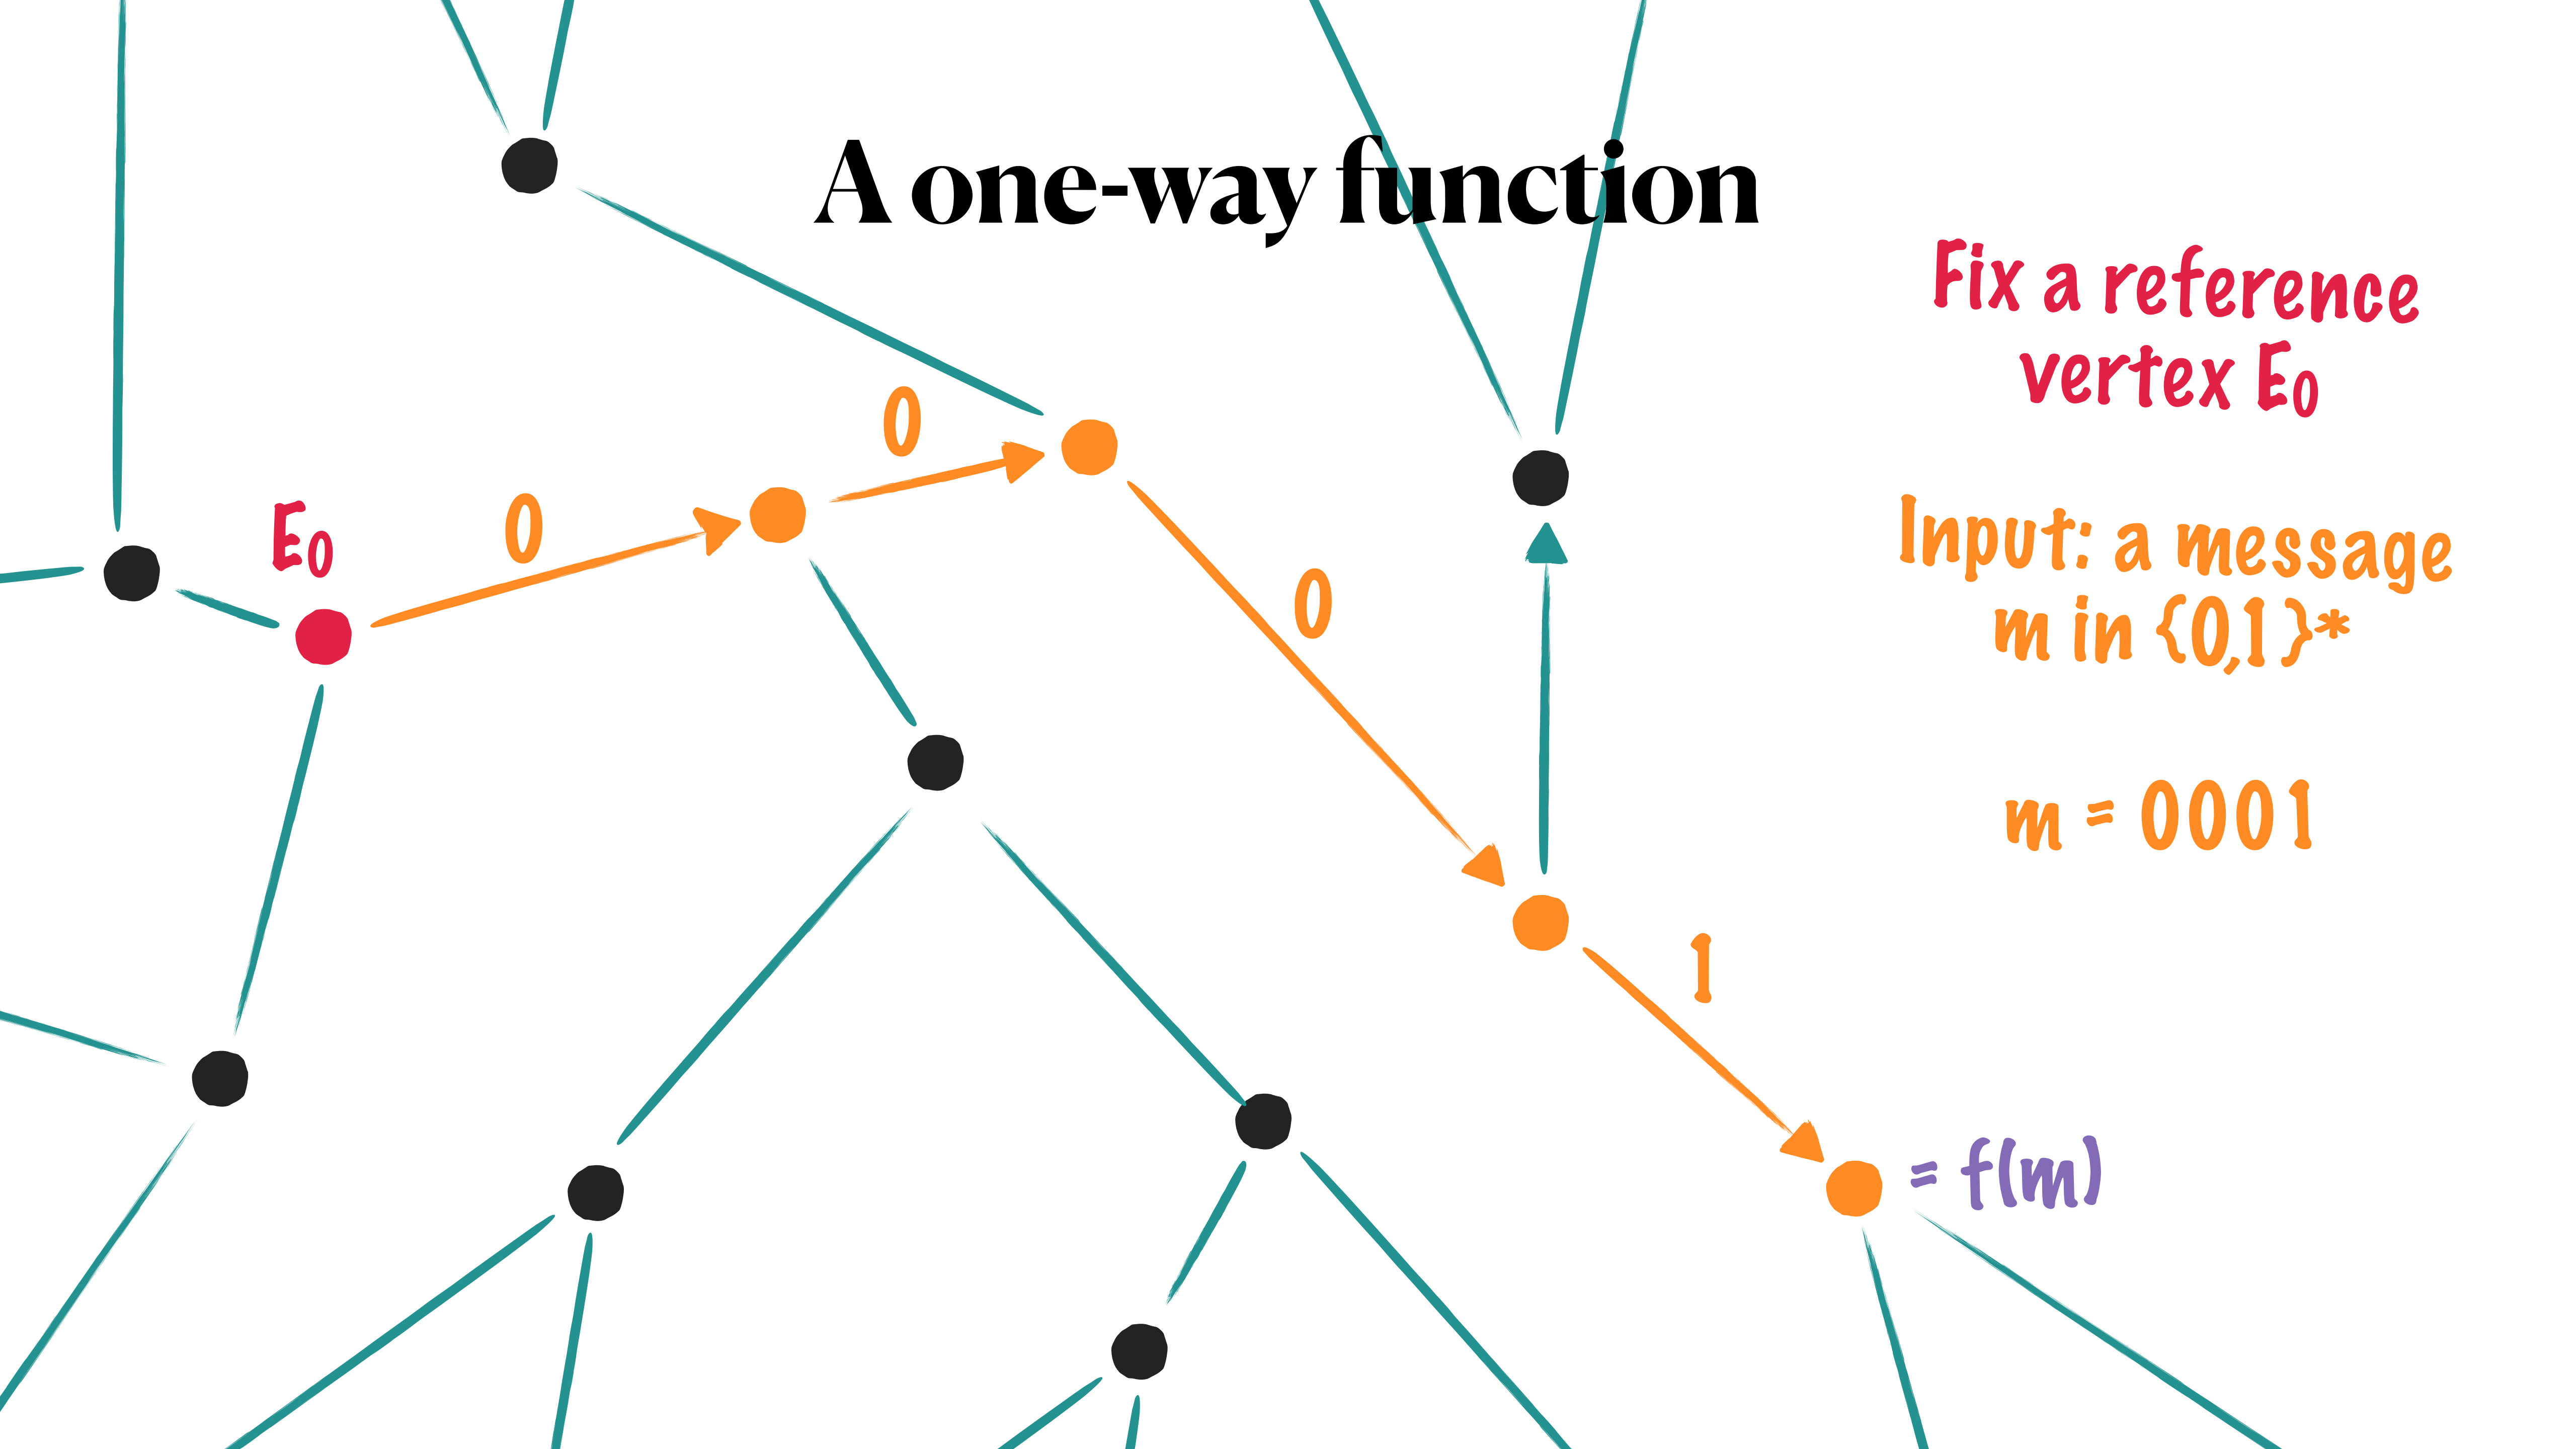 A one-way function
Fix a reference
vertex E₀
Input: a message
m in {0,1}*
m = 0001
E₀
0
0
0
1
= f(m)